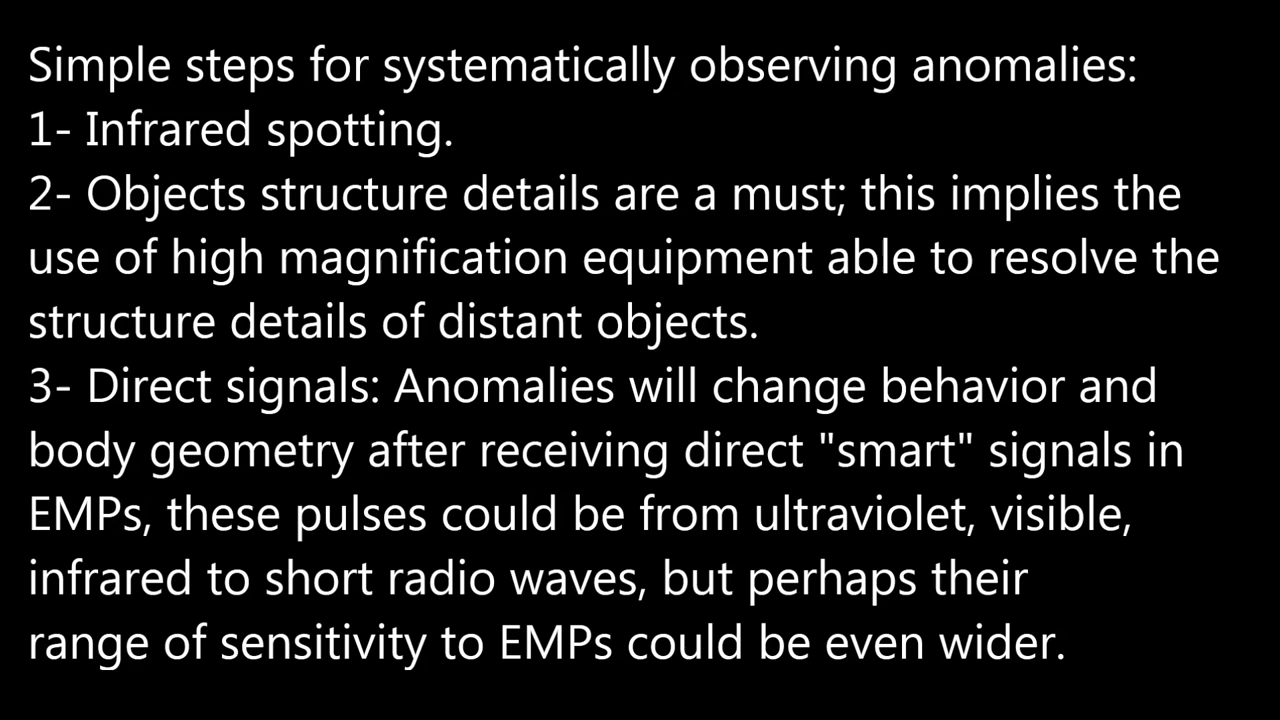 Simple steps for systematically observing anomalies:
1- Infrared spotting.
2- Objects structure details are a must; this implies the
use of high magnification equipment able to resolve the
structure details of distant objects.
3- Direct signals: Anomalies will change behavior and
body geometry after receiving direct "smart" signals in
EMPs, these pulses could be from ultraviolet, visible,
infrared to short radio waves, but perhaps their
range of sensitivity to EMPs could be even wider.